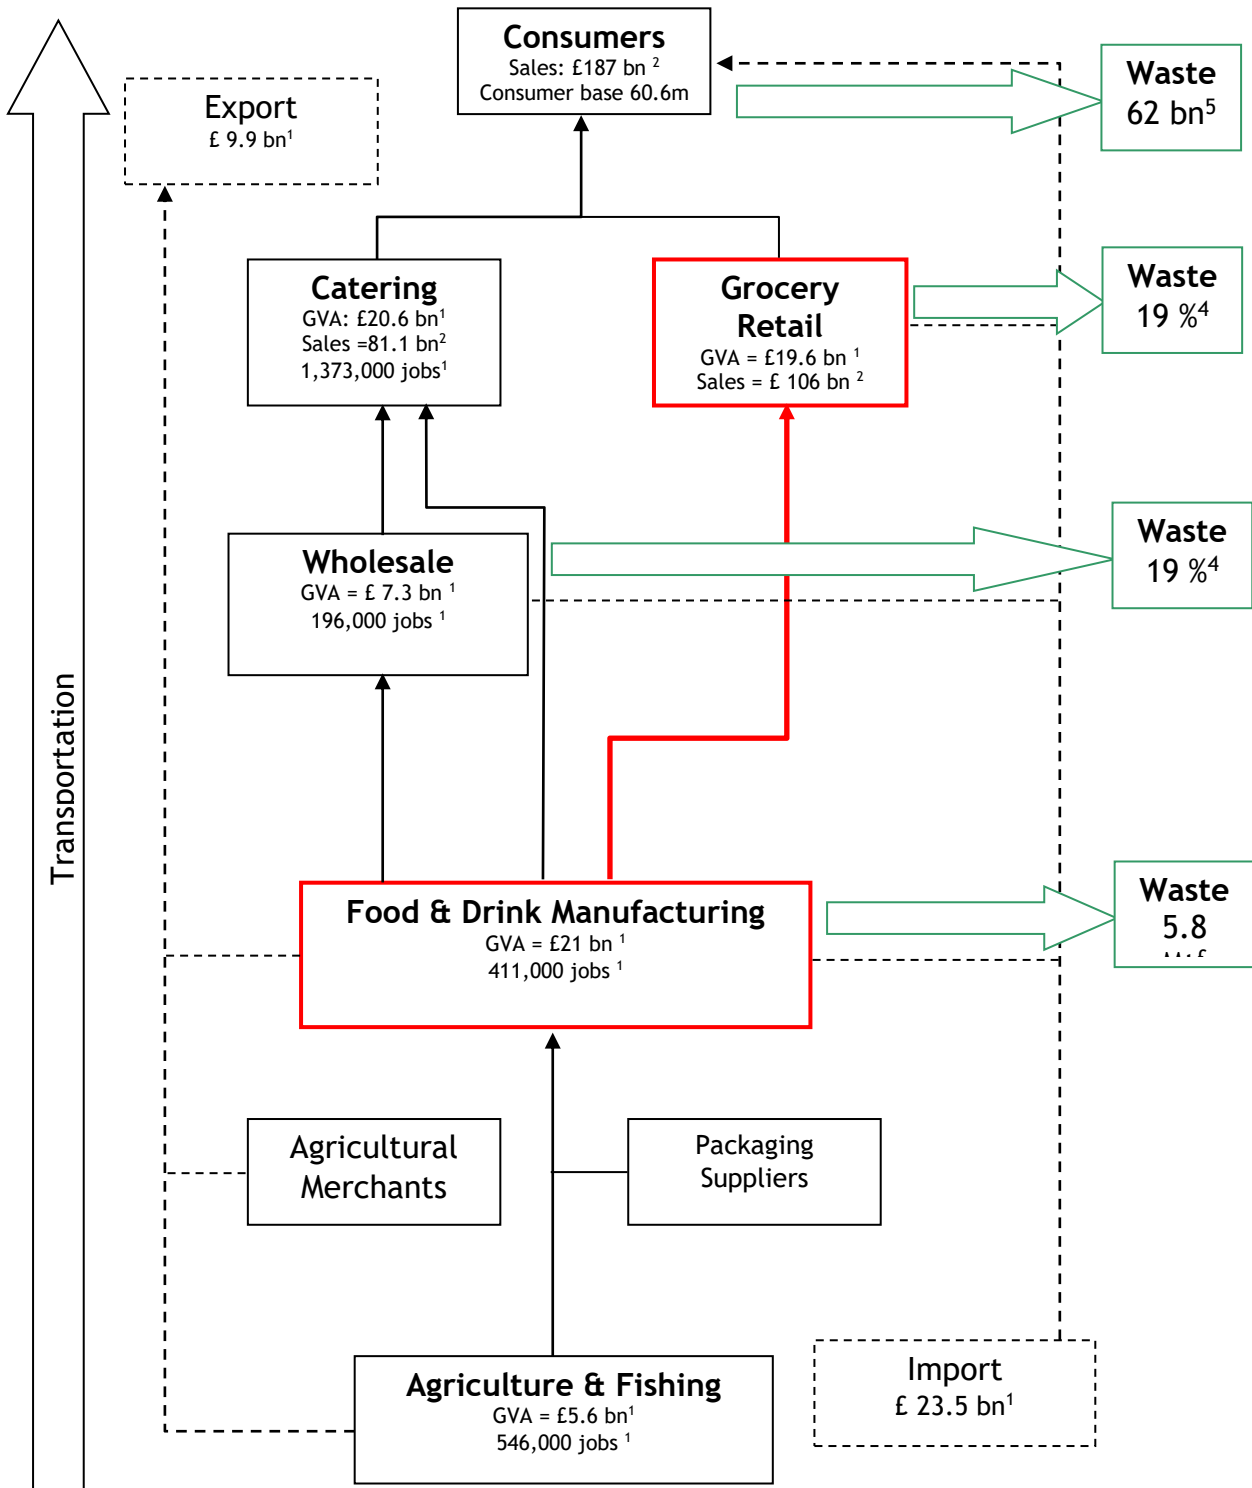 Consumers
Sales: £187 bn ²
Consumer base 60.6m
Waste
62 bn⁵
Export
£ 9.9 bn¹
Catering
GVA: £20.6 bn¹
Sales =81.1 bn²
1,373,000 jobs¹
Grocery
Retail
GVA = £19.6 bn ¹
Sales = £ 106 bn ²
Waste
19 %⁴
Wholesale
GVA = £ 7.3 bn ¹
196,000 jobs ¹
Waste
19 %⁴
Transportation
Food & Drink Manufacturing
GVA = £21 bn ¹
411,000 jobs ¹
Waste
5.8
Agricultural
Merchants
Packaging
Suppliers
Agriculture & Fishing
GVA = £5.6 bn¹
546,000 jobs ¹
Import
£ 23.5 bn¹